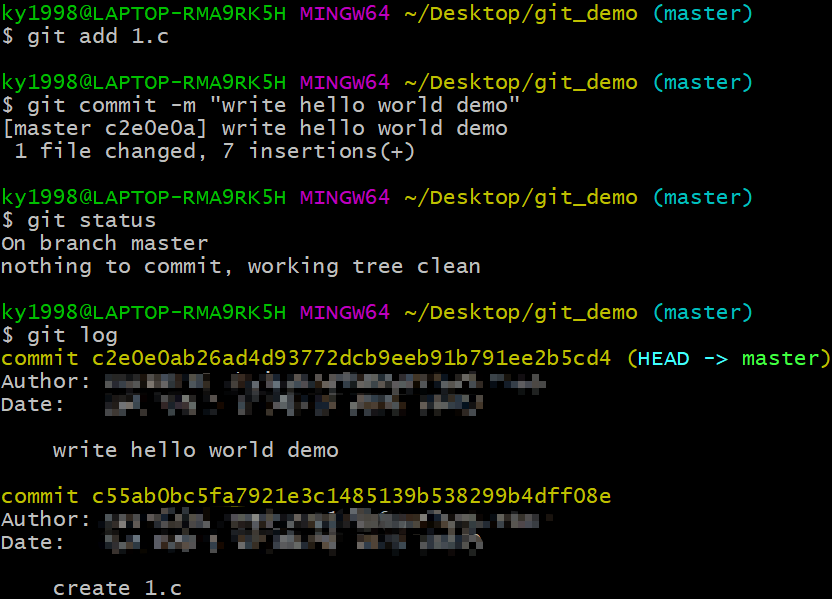 ky1998@LAPTOP-RMA9RK5H MINGW64 ~/Desktop/git_demo (master)
$ git add 1.c
ky1998@LAPTOP-RMA9RK5H MINGW64 ~/Desktop/git_demo (master)
$ git commit -m "write hello world demo"
[master c2e0e0a] write hello world demo
 1 file changed, 7 insertions(+)
ky1998@LAPTOP-RMA9RK5H MINGW64 ~/Desktop/git_demo (master)
$ git status
On branch master
nothing to commit, working tree clean
ky1998@LAPTOP-RMA9RK5H MINGW64 ~/Desktop/git_demo (master)
$ git log
commit c2e0e0ab26ad4d93772dcb9eeb91b791ee2b5cd4 (HEAD -> master)
Author:
Date:
write hello world demo
commit c55ab0bc5fa7921e3c1485139b538299b4dff08e
Author:
Date:
create 1.c